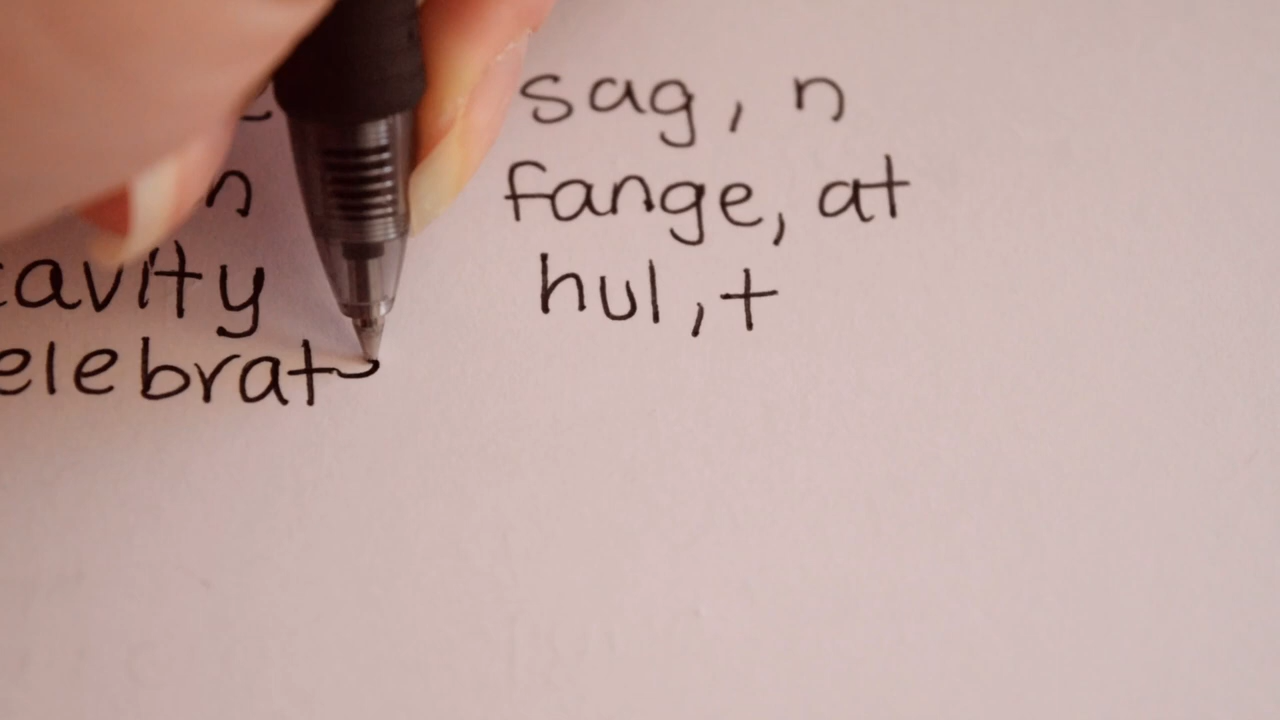 sag, n
fange, at
cavity hul, t
elebrat